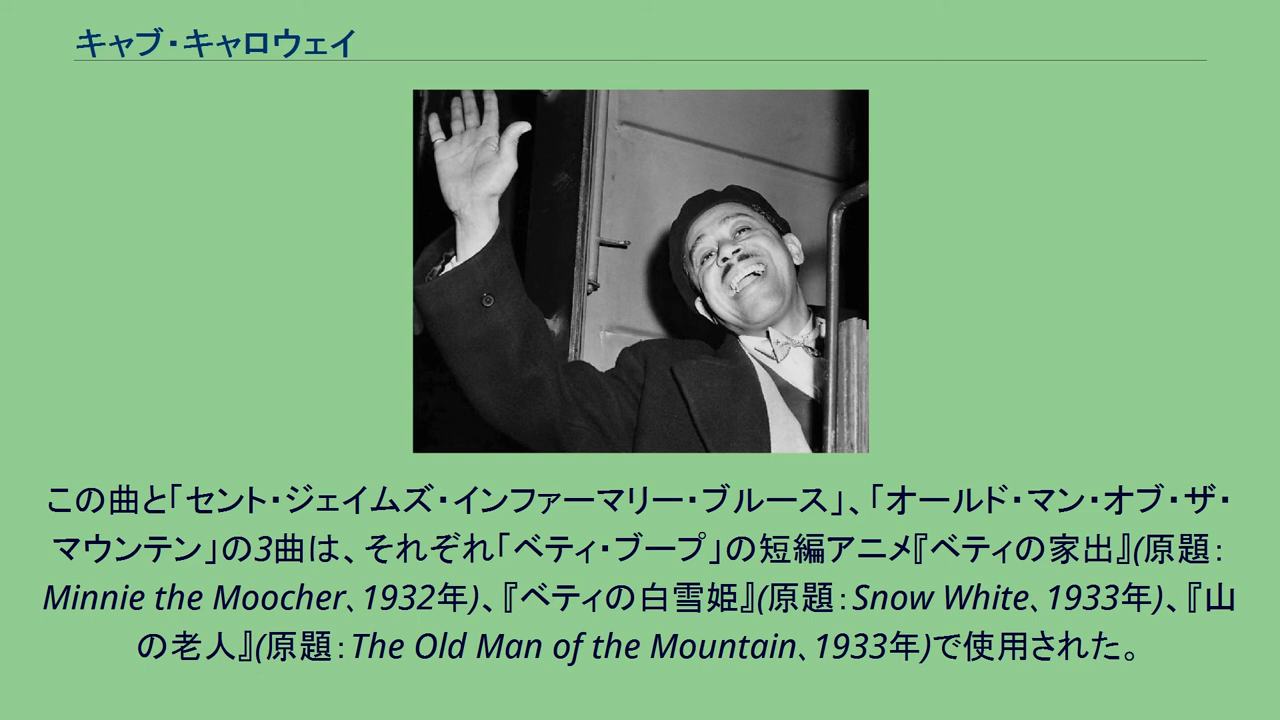 キャブ・キャロウェイ
この曲と「セント・ジェイムズ・インファーマリー・ブルース」、「オールド・マン・オブ・ザ・
マウンテン」の3曲は、それぞれ「ベティ・ブープ」の短編アニメ『ベティの家出』(原題：
Minnie the Moocher、1932年)、『ベティの白雪姫』(原題：Snow White、1933年)、『山
の老人』(原題：The Old Man of the Mountain、1933年)で使用された。